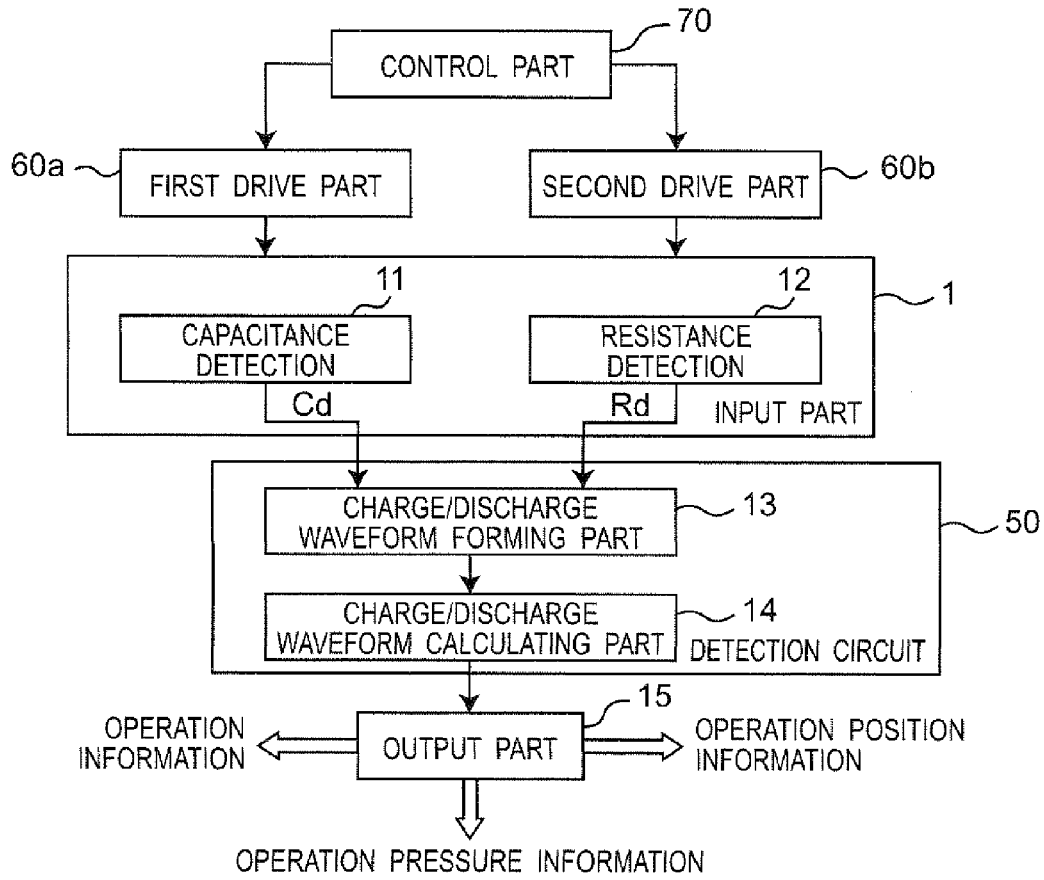 70
CONTROL PART
60a
FIRST DRIVE PART
SECOND DRIVE PART
60b
11
12
1
CAPACITANCE
DETECTION
RESISTANCE
DETECTION
Cd
Rd
INPUT PART
CHARGE/DISCHARGE
WAVEFORM FORMING PART
13
50
CHARGE/DISCHARGE
WAVEFORM CALCULATING PART
14
DETECTION CIRCUIT
15
OPERATION
INFORMATION
OUTPUT PART
OPERATION POSITION
INFORMATION
OPERATION PRESSURE INFORMATION